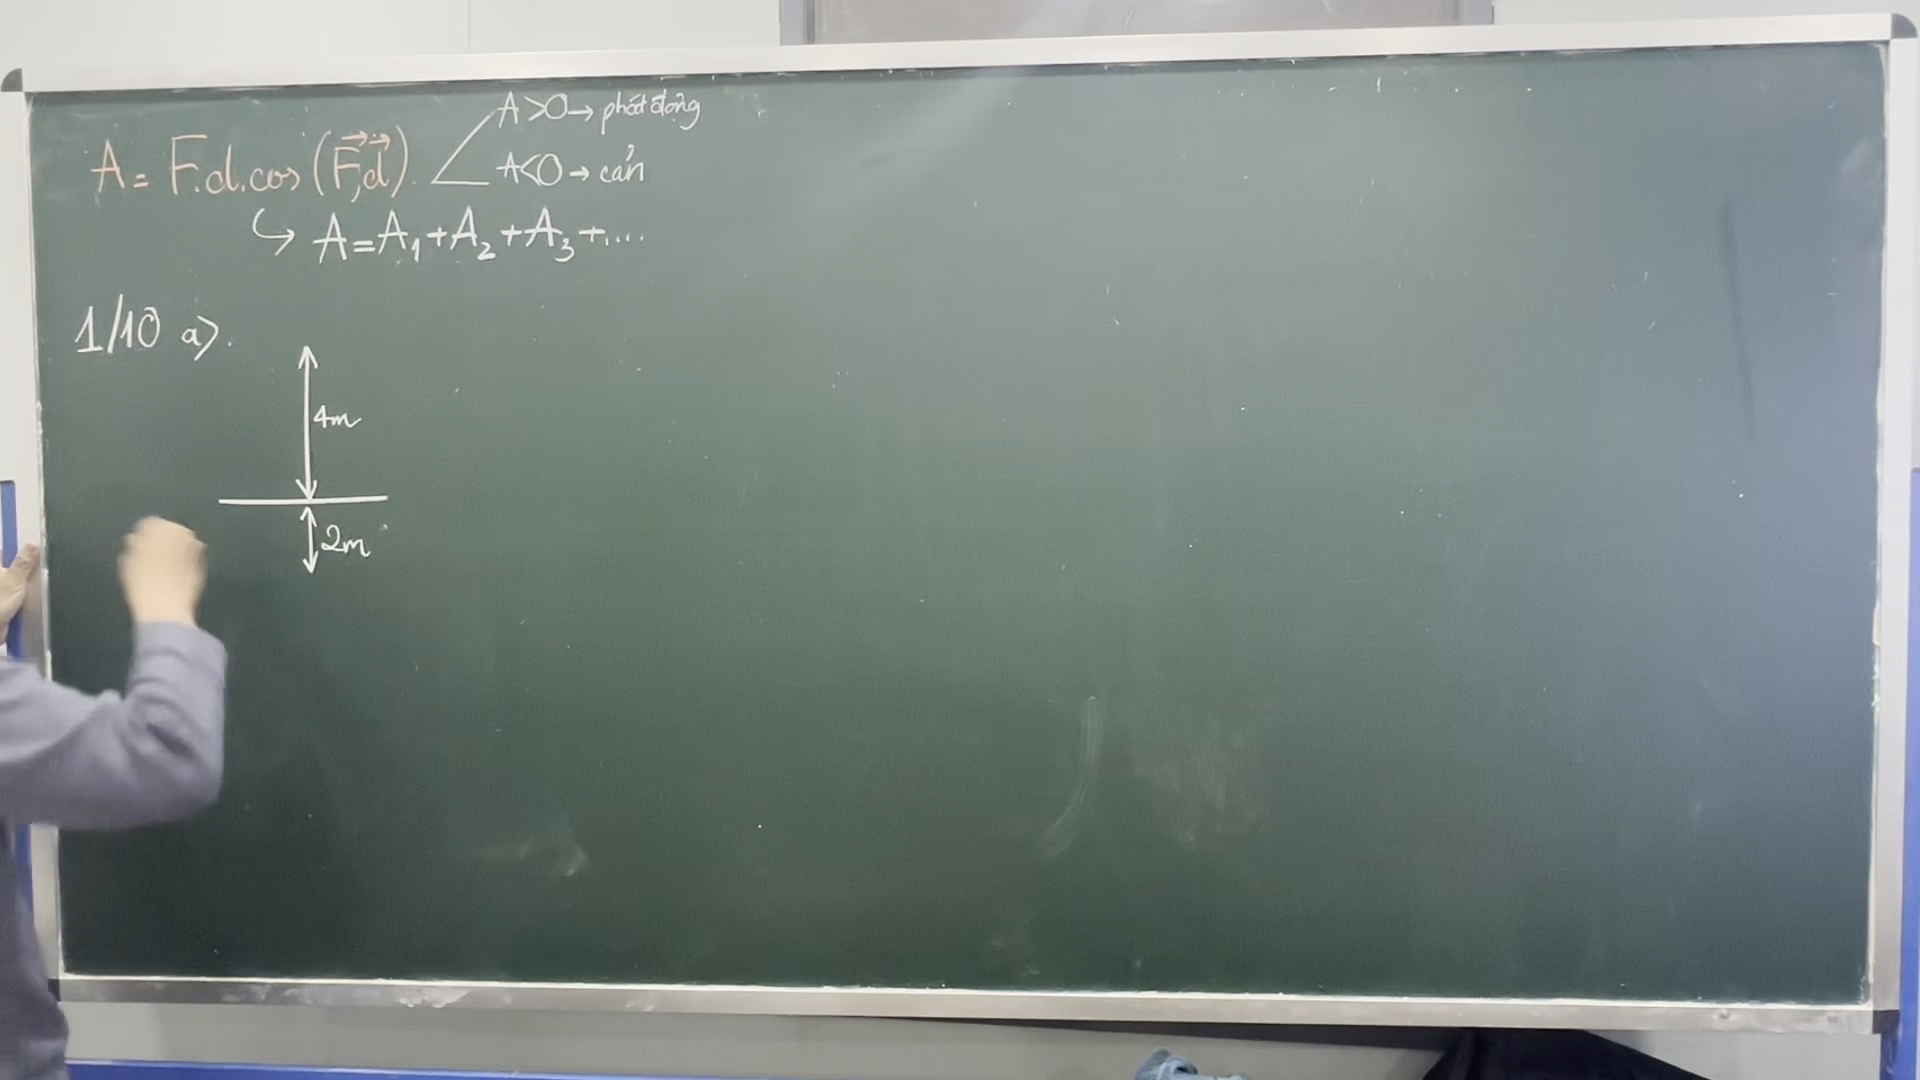 A = F.d.cos(F⃗,d⃗)
A>0 → phát động
A<0 → cản
↪ A = A₁ + A₂ + A₃ + ....
1/10 a).
4m
2m